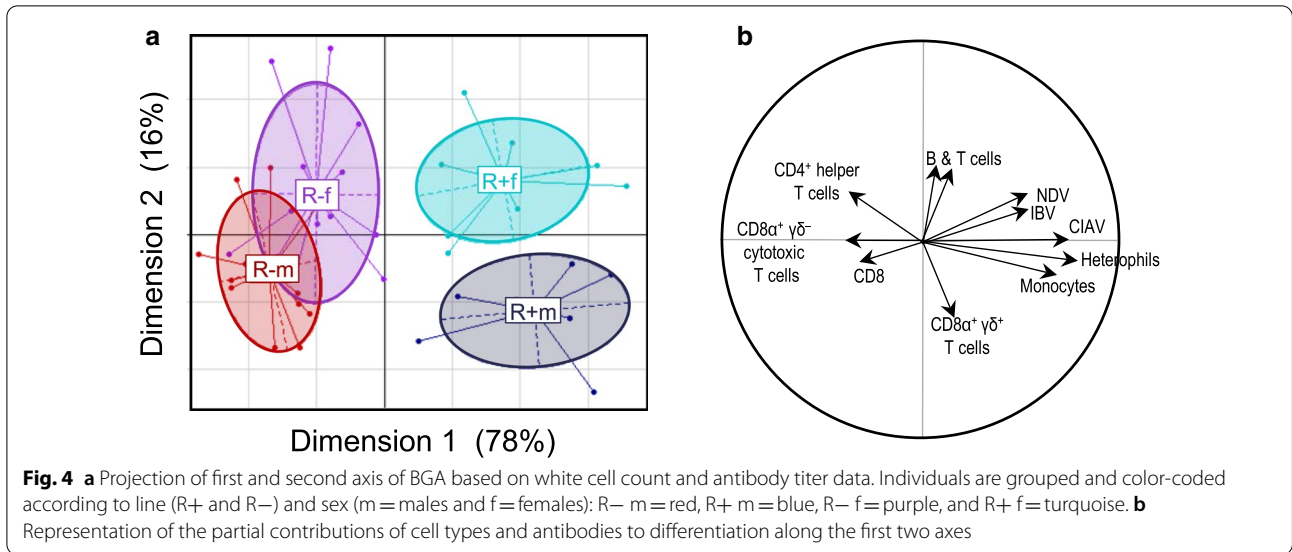 a
b
Dimension 2 (16%)
R-f
R+f
R-m
R+m
Dimension 1 (78%)
B & T cells
CD4⁺ helper
T cells
NDV
IBV
CIAV
CD8α⁺ γδ⁻
cytotoxic
T cells
CD8
Heterophils
Monocytes
CD8α⁺ γδ⁺
T cells
Fig. 4 a Projection of first and second axis of BGA based on white cell count and antibody titer data. Individuals are grouped and color-coded
according to line (R+ and R−) and sex (m = males and f = females): R− m = red, R+ m = blue, R− f = purple, and R+ f = turquoise. b
Representation of the partial contributions of cell types and antibodies to differentiation along the first two axes